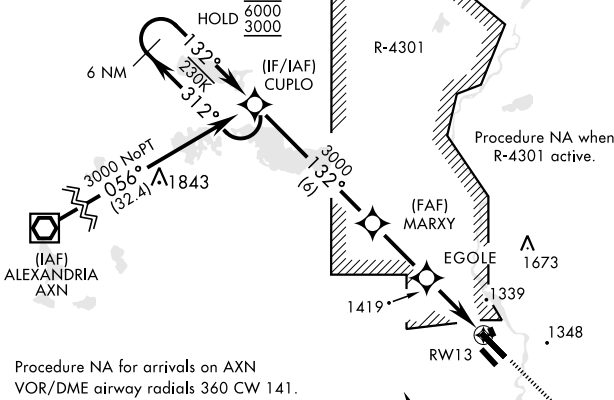 HOLD 6000
3000
R-4301
6 NM
132°
230K
312°
(IF/IAF)
CUPLO
Procedure NA when
R-4301 active.
3000 NoPT
056°
(32.4)
1843
3000
132°
(6)
(IAF)
ALEXANDRIA
AXN
(FAF)
MARXY
EGOLE
1673
1419
1339
1348
RW13
Procedure NA for arrivals on AXN
VOR/DME airway radials 360 CW 141.